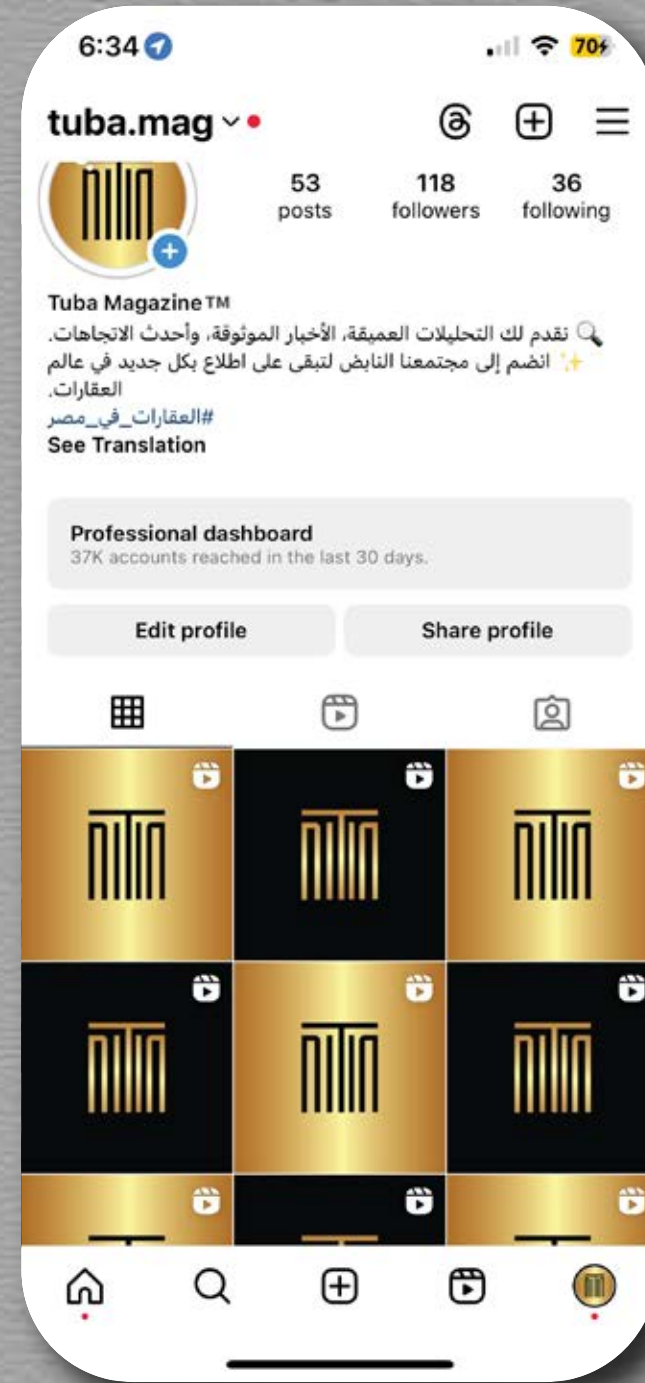 6:34
70
tuba.mag
53
118
36
posts
followers
following
Tuba Magazine™
🔍 نقدم لك التحليلات العميقة، الأخبار الموثوقة، وأحدث الاتجاهات.
✨ انضم إلى مجتمعنا النابض لتبقى على اطلاع بكل جديد في عالم
العقارات.
#العقارات_في_مصر
See Translation
Professional dashboard
37K accounts reached in the last 30 days.
Edit profile
Share profile